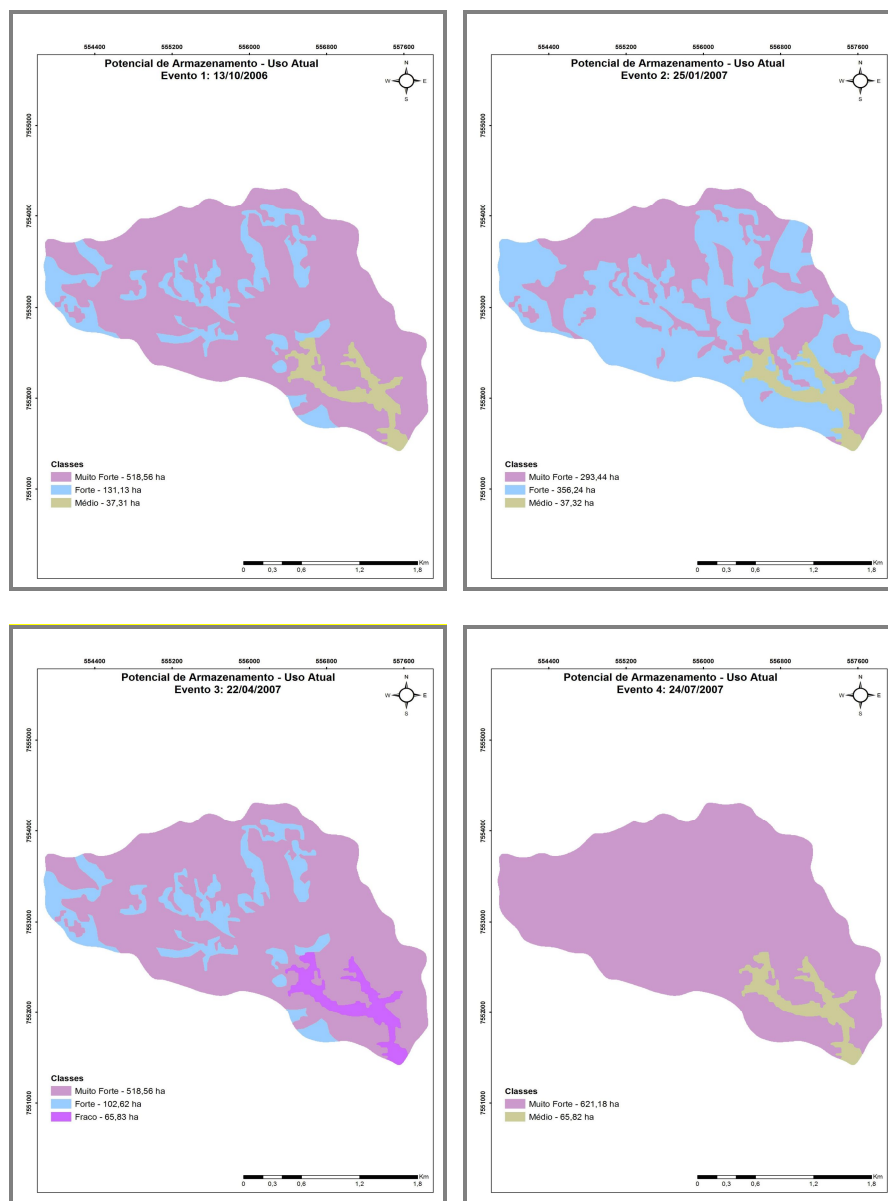 554400 555200 556000 556800 557600
Potencial de Armazenamento - Uso Atual
Evento 1: 13/10/2006
N
W E
S
7555000
7554000
7553000
7552000
7551000
Classes
Muito Forte - 518,56 ha
Forte - 131,13 ha
Médio - 37,31 ha
Km
0 0,3 0,6 1,2 1,8
554400 555200 556000 556800 557600
Potencial de Armazenamento - Uso Atual
Evento 2: 25/01/2007
N
W E
S
7555000
7554000
7553000
7552000
7551000
Classes
Muito Forte - 293,44 ha
Forte - 356,24 ha
Médio - 37,32 ha
Km
0 0,3 0,6 1,2 1,8
554400 555200 556000 556800 557600
Potencial de Armazenamento - Uso Atual
Evento 3: 22/04/2007
N
W E
S
7555000
7554000
7553000
7552000
7551000
Classes
Muito Forte - 518,56 ha
Forte - 102,62 ha
Fraco - 65,83 ha
Km
0 0,3 0,6 1,2 1,8
554400 555200 556000 556800 557600
Potencial de Armazenamento - Uso Atual
Evento 4: 24/07/2007
N
W E
S
7555000
7554000
7553000
7552000
7551000
Classes
Muito Forte - 621,18 ha
Médio - 65,82 ha
Km
0 0,3 0,6 1,2 1,8